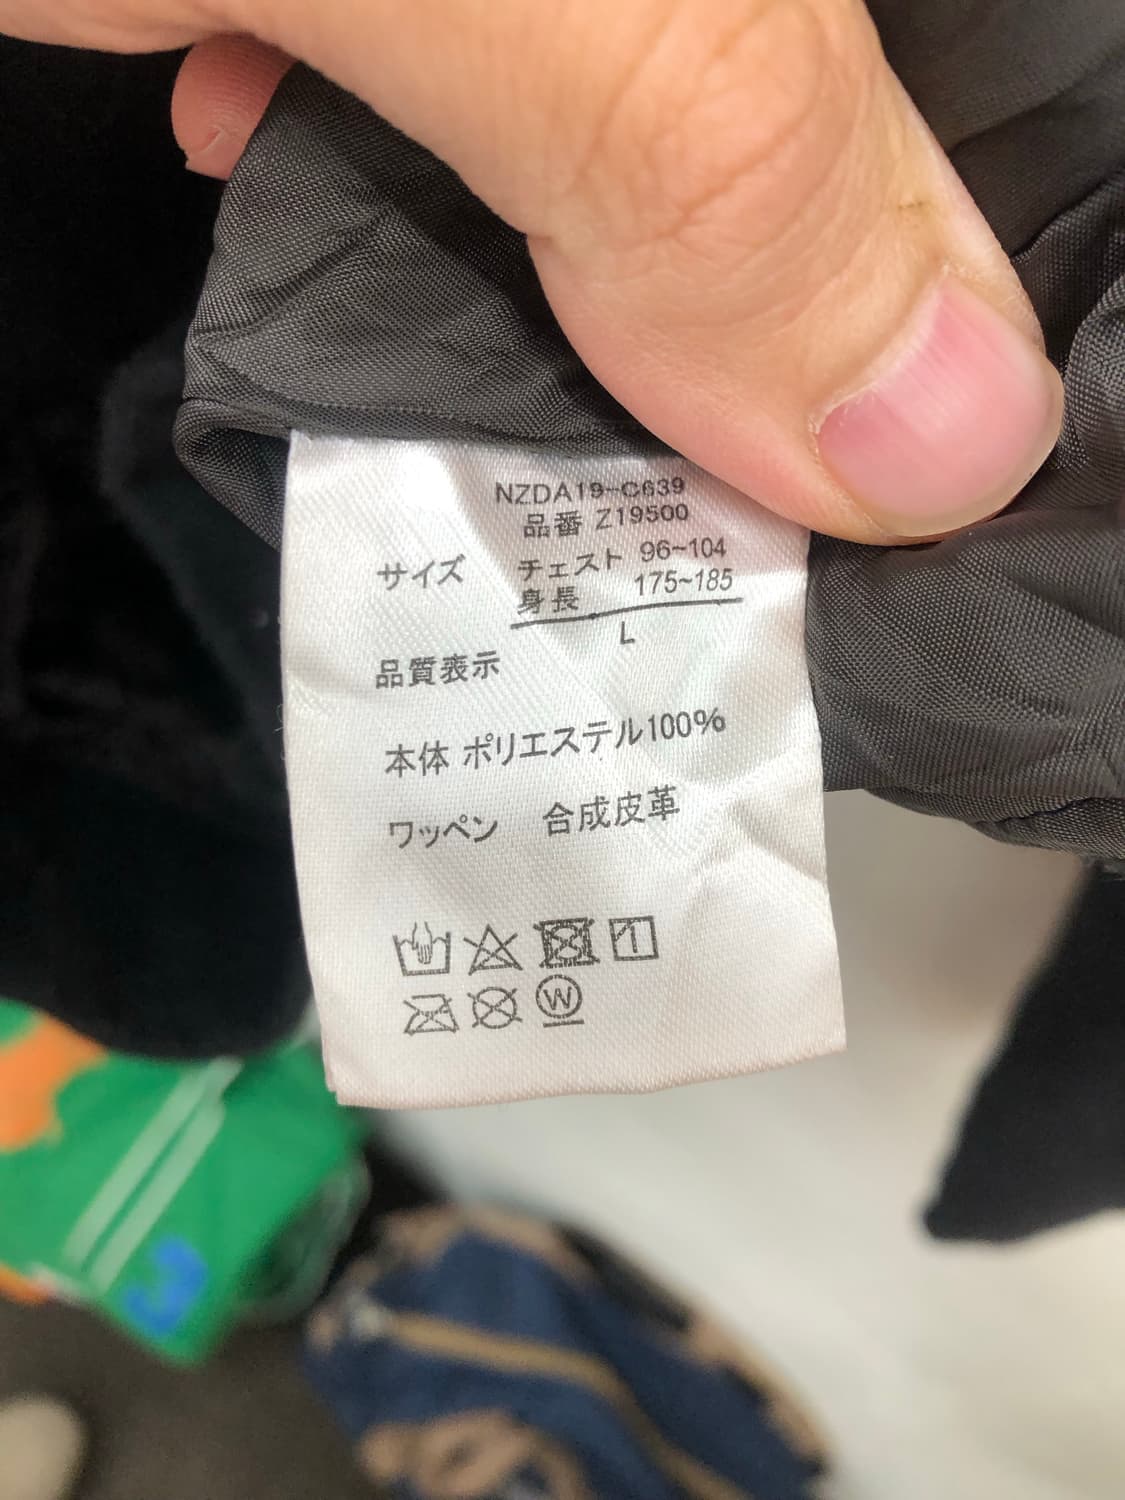 NZDA19-C639
品番 Z19500
サイズ チェスト 96~104
身長 175~185
L
品質表示
本体 ポリエステル100%
ワッペン 合成皮革
W
3